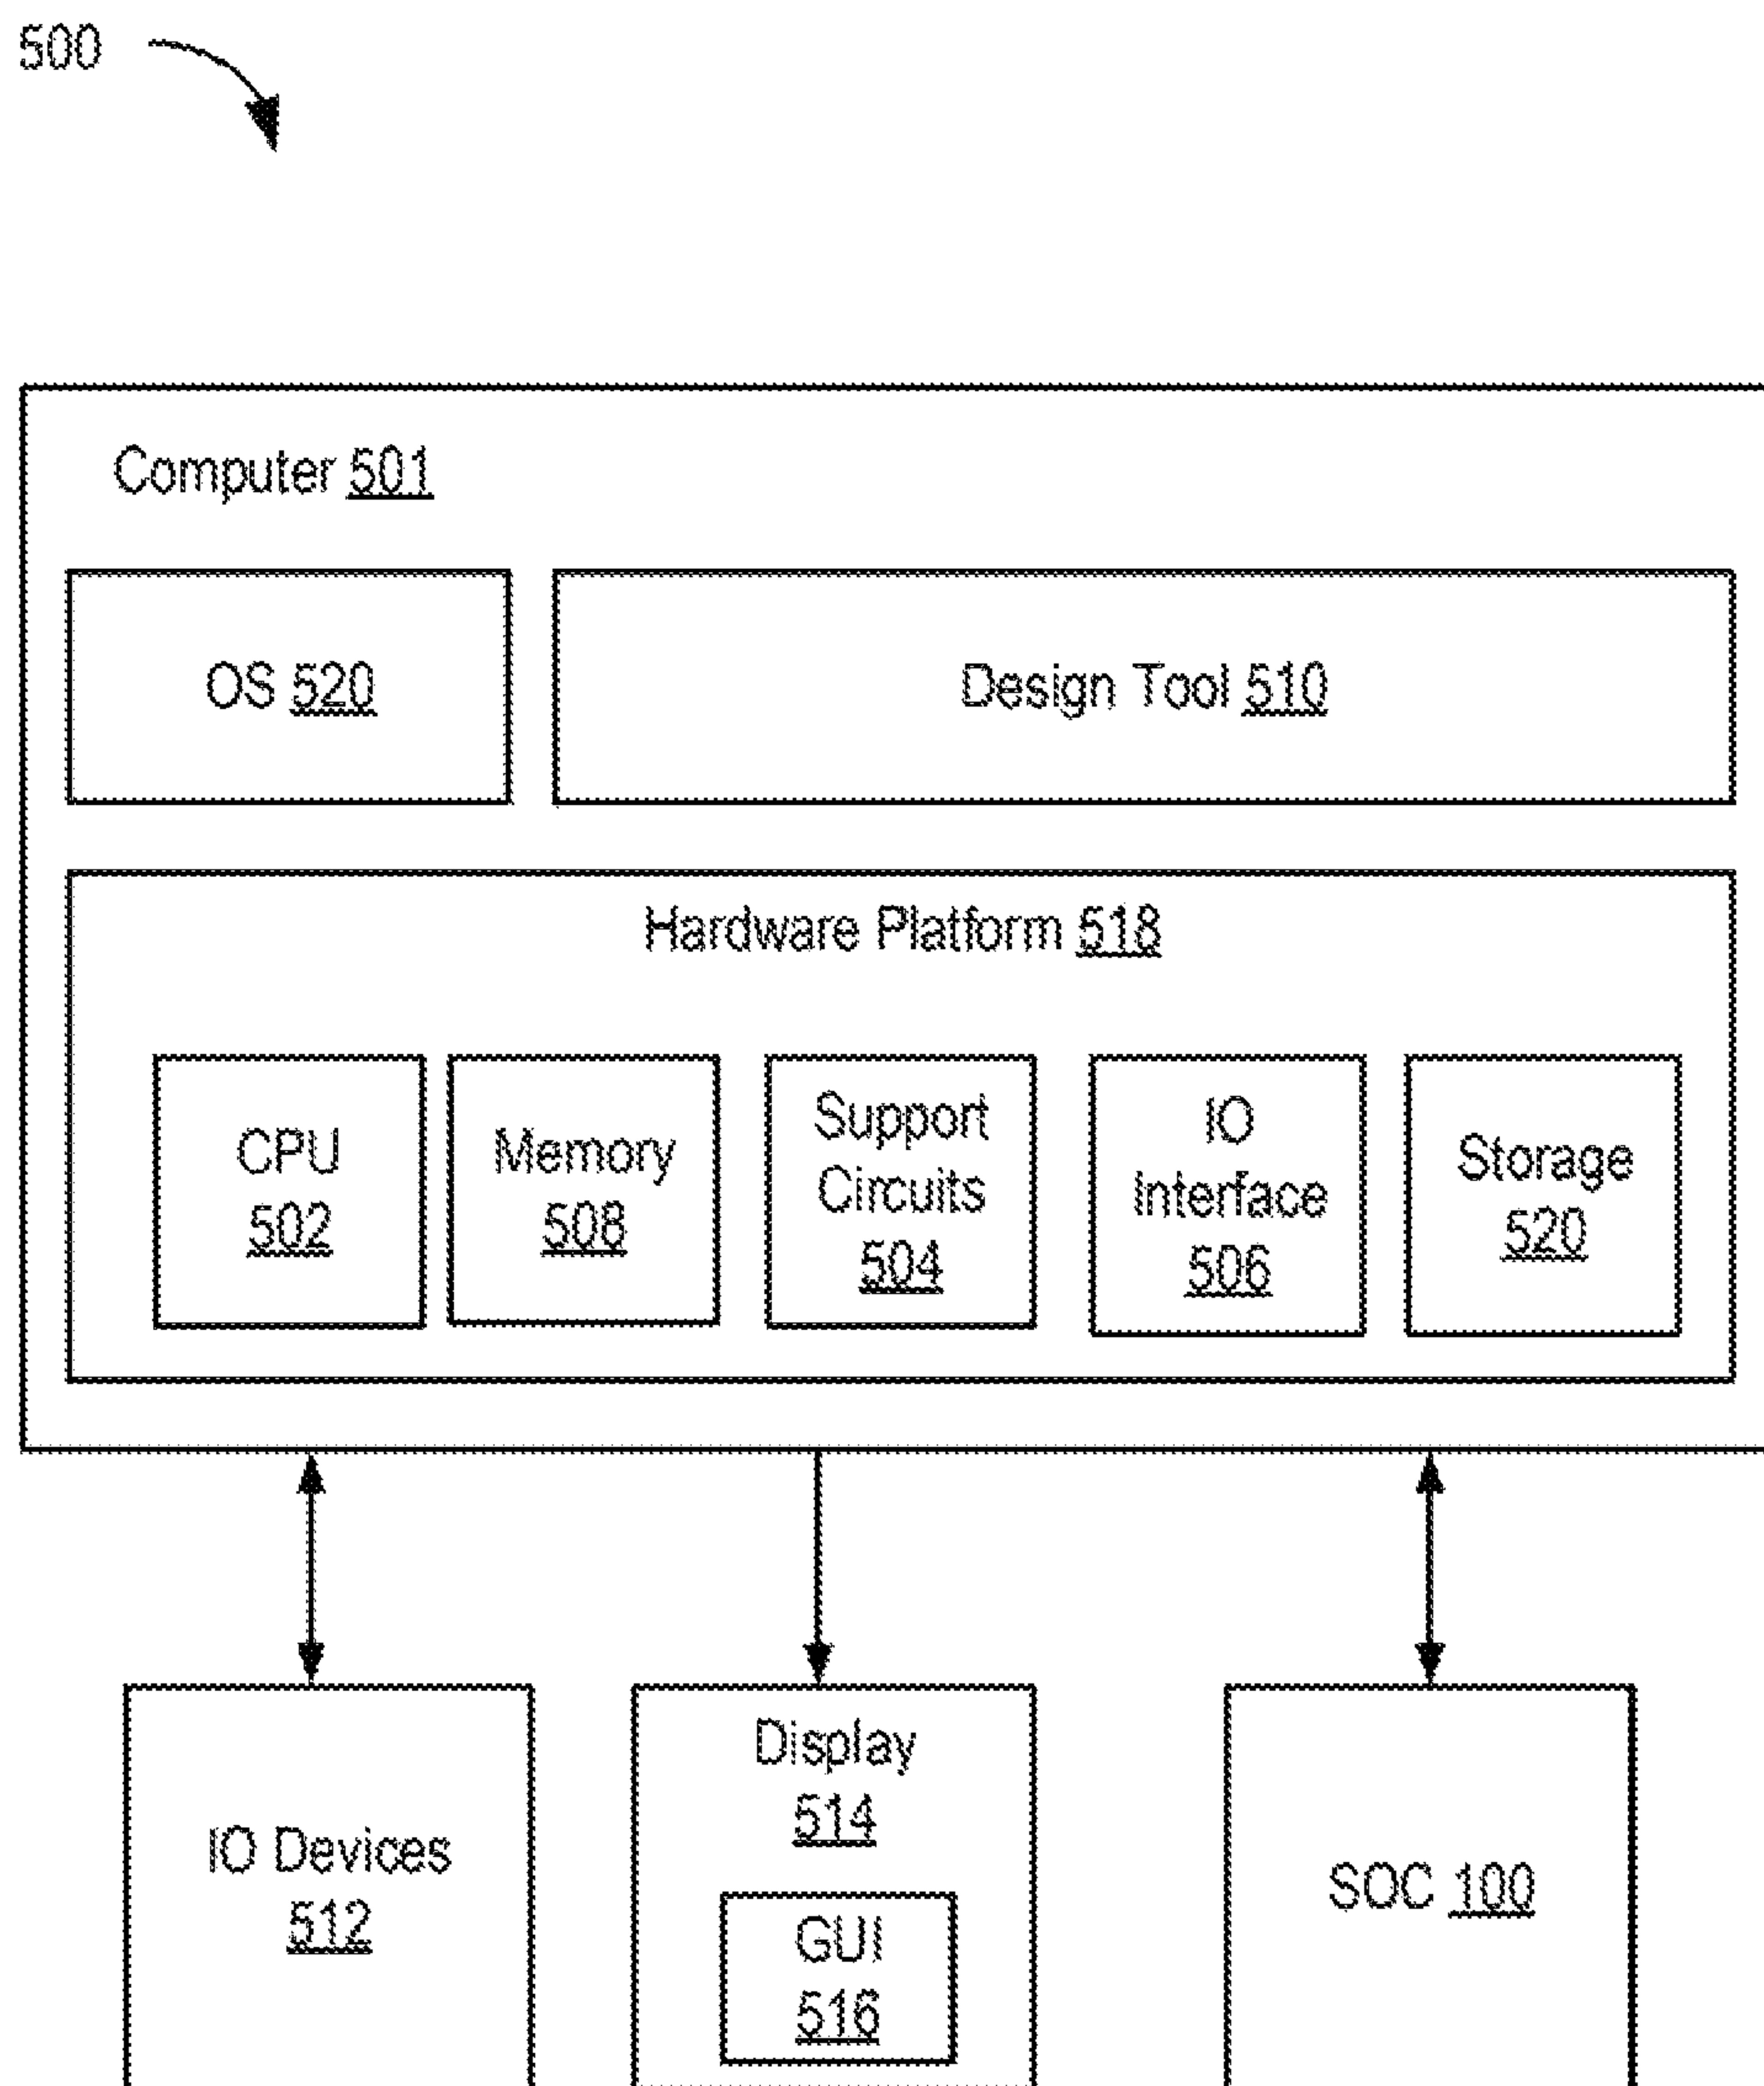 500
Computer 501
OS 520
Design Tool 510
Hardware Platform 518
CPU
502
Memory
508
Support
Circuits
504
IO
Interface
506
Storage
520
IO Devices
512
Display
514
GUI
516
SOC 100